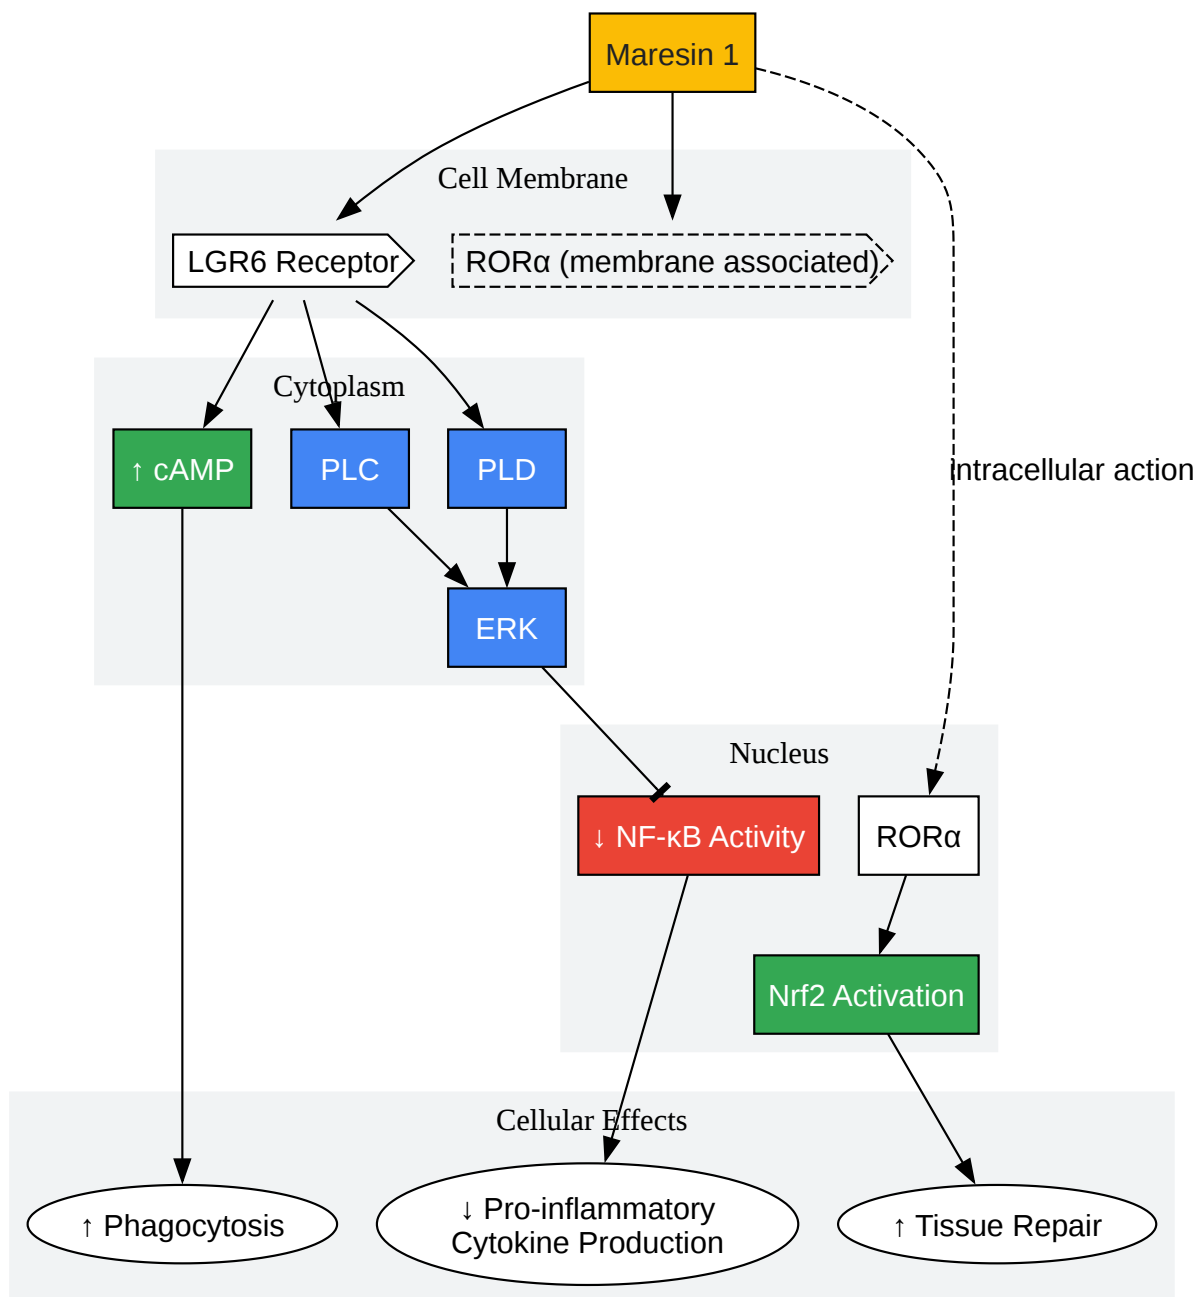 Maresin 1
Cell Membrane
LGR6 Receptor
RORα (membrane associated)
Cytoplasm
↑ cAMP
PLC
PLD
Intracellular action
ERK
Nucleus
↓ NF-κB Activity
RORα
Nrf2 Activation
Cellular Effects
↑ Phagocytosis
↓ Pro-inflammatory
Cytokine Production
↑ Tissue Repair